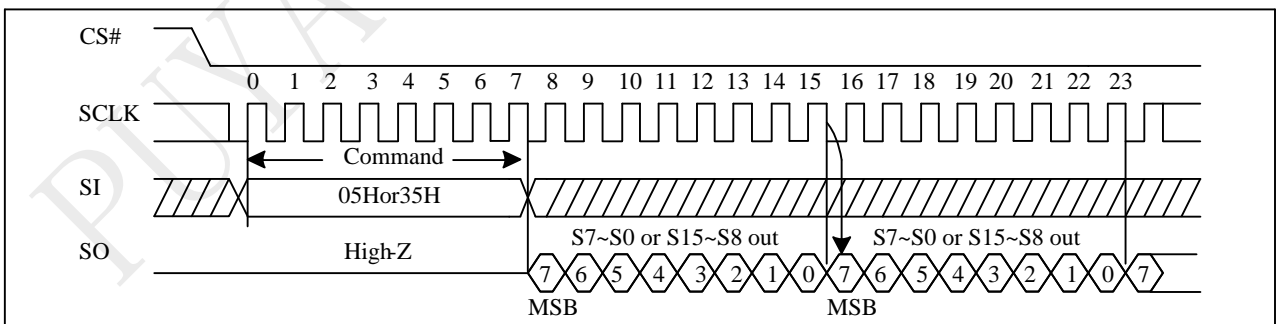 PUYA
CS#
0 1 2 3 4 5 6 7 8 9 10 11 12 13 14 15 16 17 18 19 20 21 22 23
SCLK
Command
SI
05Hor35H
S7~S0 or S15~S8 out S7~S0 or S15~S8 out
SO
High-Z
7 6 5 4 3 2 1 0 7 6 5 4 3 2 1 0 7
MSB MSB